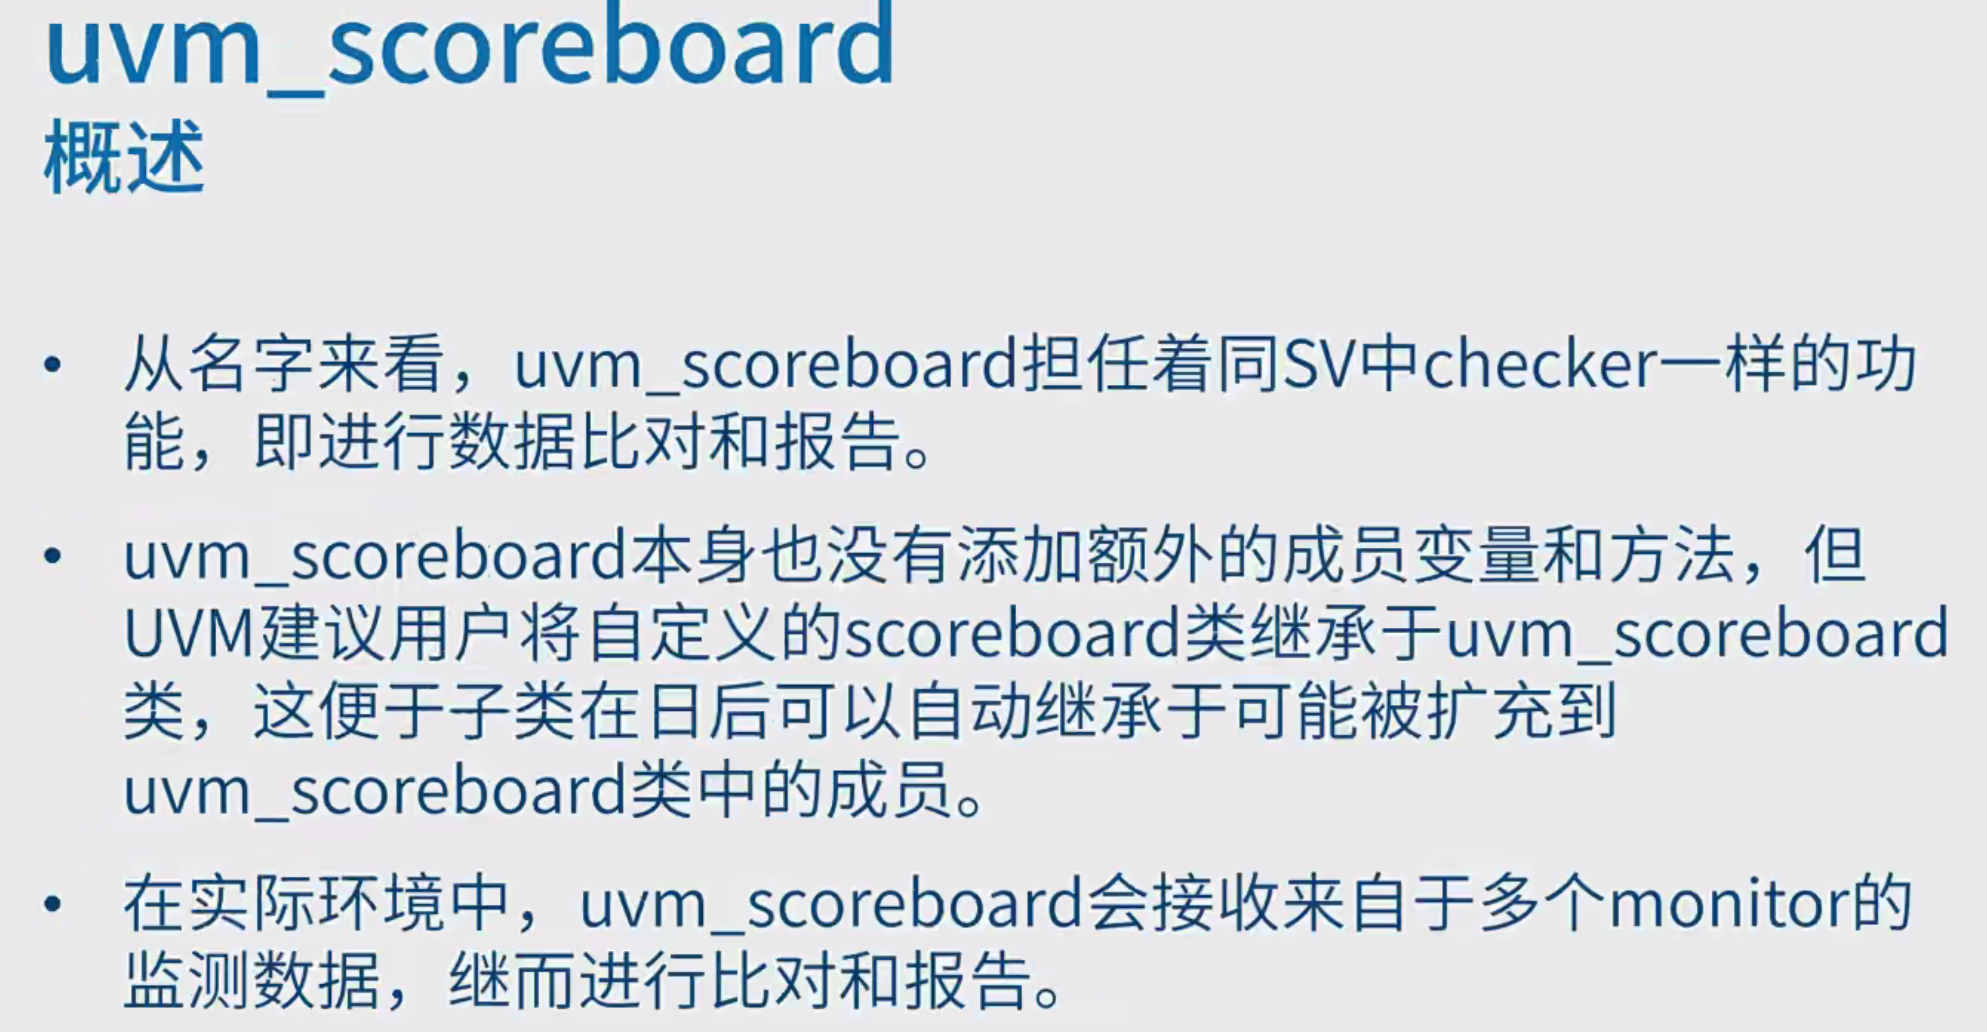 uvm_scoreboard
概述
• 从名字来看，uvm_scoreboard担任着同SV中checker一样的功
能，即进行数据比对和报告。
• uvm_scoreboard本身也没有添加额外的成员变量和方法，但
UVM建议用户将自定义的scoreboard类继承于uvm_scoreboard
类，这便于子类在日后可以自动继承于可能被扩充到
uvm_scoreboard类中的成员。
• 在实际环境中，uvm_scoreboard会接收来自于多个monitor的
监测数据，继而进行比对和报告。